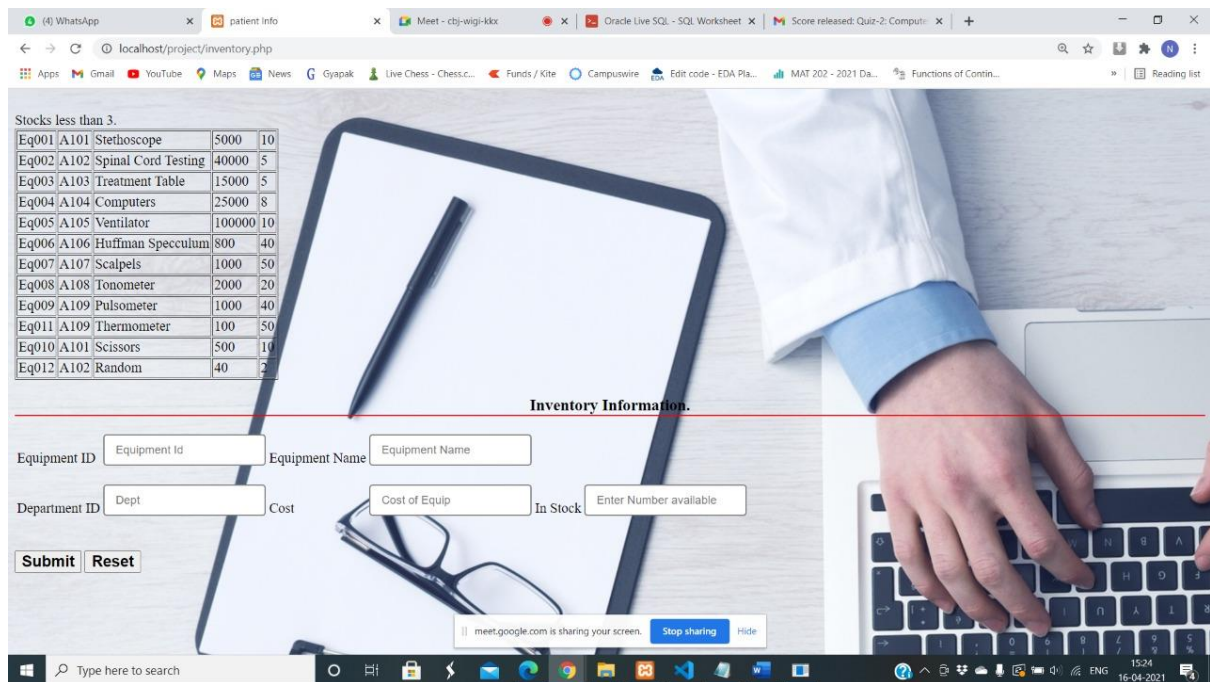 (4) WhatsApp
patient Info
Meet - cbj-wigi-kkx
Oracle Live SQL - SQL Worksheet
Score released: Quiz-2: Compute
localhost/project/inventory.php
N
Apps Gmail YouTube Maps News Gyapak Live Chess - Chess.c... Funds / Kite Campuswire Edit code - EDA Pla... MAT 202 - 2021 Da... Functions of Contin... » Reading list
Stocks less than 3.
Eq001 A101 Stethoscope 5000 10
Eq002 A102 Spinal Cord Testing 40000 5
Eq003 A103 Treatment Table 15000 5
Eq004 A104 Computers 25000 8
Eq005 A105 Ventilator 100000 10
Eq006 A106 Huffman Specculum 800 40
Eq007 A107 Scalpels 1000 50
Eq008 A108 Tonometer 2000 20
Eq009 A109 Pulsometer 1000 40
Eq011 A109 Thermometer 100 50
Eq010 A101 Scissors 500 10
Eq012 A102 Random 40 2
Inventory Information.
Equipment ID Equipment Id Equipment Name Equipment Name
Department ID Dept Cost Cost of Equip In Stock Enter Number available
Submit Reset
meet.google.com is sharing your screen. Stop sharing Hide
Type here to search
ENG
15:24
16-04-2021